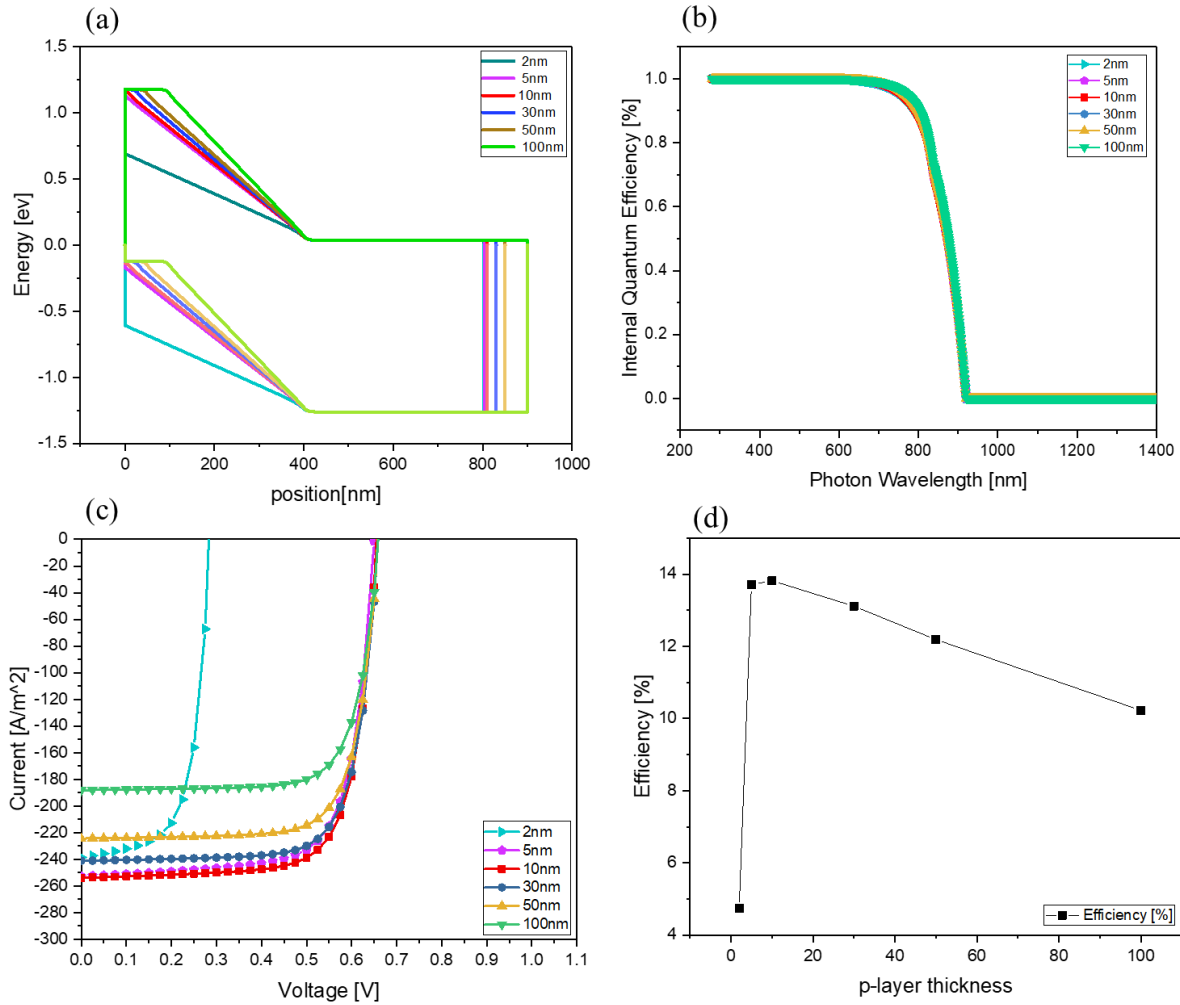 (a)
2nm
5nm
10nm
30nm
50nm
100nm
Energy [ev]
1.5
1.0
0.5
0.0
-0.5
-1.0
-1.5
0
200
400
600
800
1000
position[nm]
(b)
2nm
5nm
10nm
30nm
50nm
100nm
Internal Quantum Efficiency [%]
1.0
0.8
0.6
0.4
0.2
0.0
200
400
600
800
1000
1200
1400
Photon Wavelength [nm]
(c)
Current [A/m^2]
0
-20
-40
-60
-80
-100
-120
-140
-160
-180
-200
-220
-240
-260
-280
-300
2nm
5nm
10nm
30nm
50nm
100nm
0.0
0.1
0.2
0.3
0.4
0.5
0.6
0.7
0.8
0.9
1.0
1.1
Voltage [V]
(d)
Efficiency [%]
14
12
10
8
6
4
Efficiency [%]
0
20
40
60
80
100
p-layer thickness